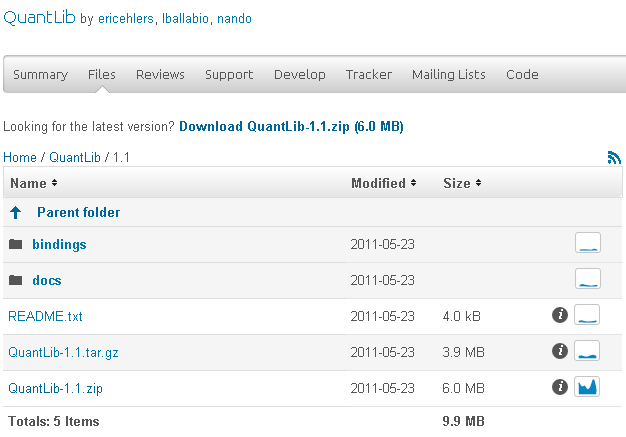 QuantLib by ericehlers, lballabio, nando
Summary Files Reviews Support Develop Tracker Mailing Lists Code
Looking for the latest version? Download QuantLib-1.1.zip (6.0 MB)
Home / QuantLib / 1.1
Name Modified Size
Parent folder
bindings 2011-05-23
docs 2011-05-23
README.txt 2011-05-23 4.0 kB
QuantLib-1.1.tar.gz 2011-05-23 3.9 MB
QuantLib-1.1.zip 2011-05-23 6.0 MB
Totals: 5 Items 9.9 MB